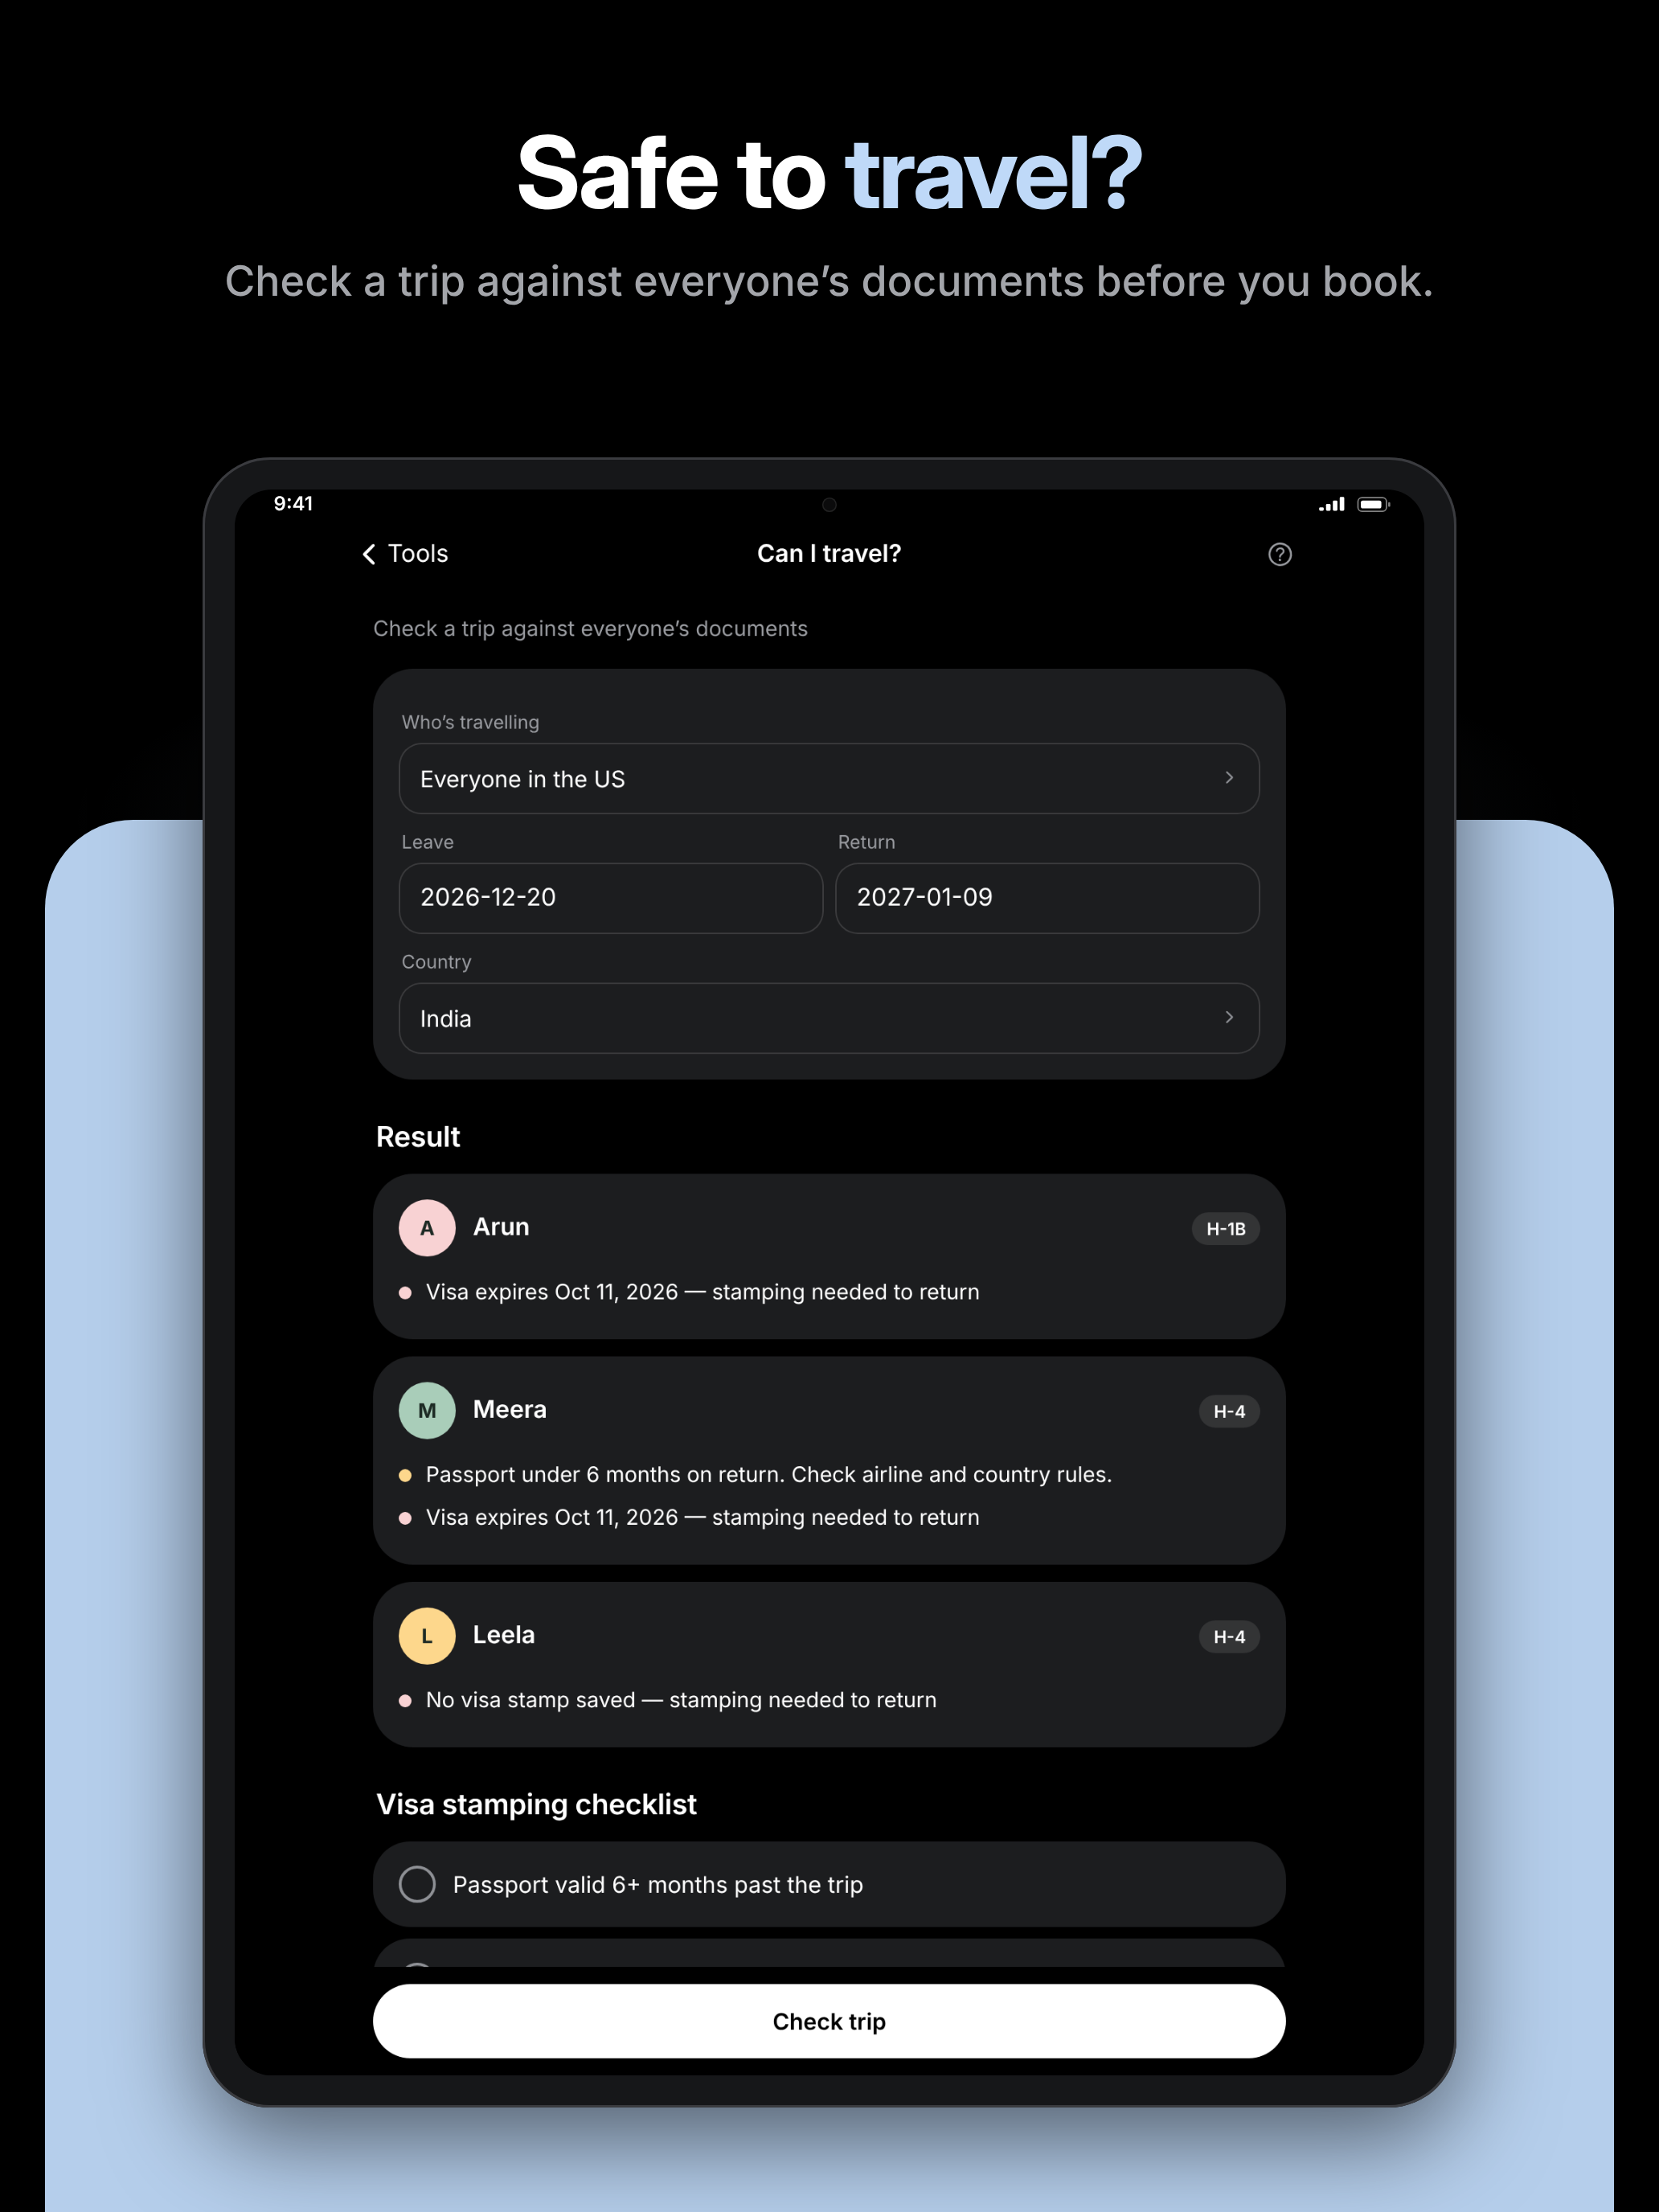 Safe to travel?
Check a trip against everyone’s documents before you book.
9:41
Tools
Can I travel?
Check a trip against everyone’s documents
Who’s travelling
Everyone in the US
Leave
Return
2026-12-20
2027-01-09
Country
India
Result
A
Arun
H-1B
Visa expires Oct 11, 2026 — stamping needed to return
M
Meera
H-4
Passport under 6 months on return. Check airline and country rules.
Visa expires Oct 11, 2026 — stamping needed to return
L
Leela
H-4
No visa stamp saved — stamping needed to return
Visa stamping checklist
Passport valid 6+ months past the trip
Check trip